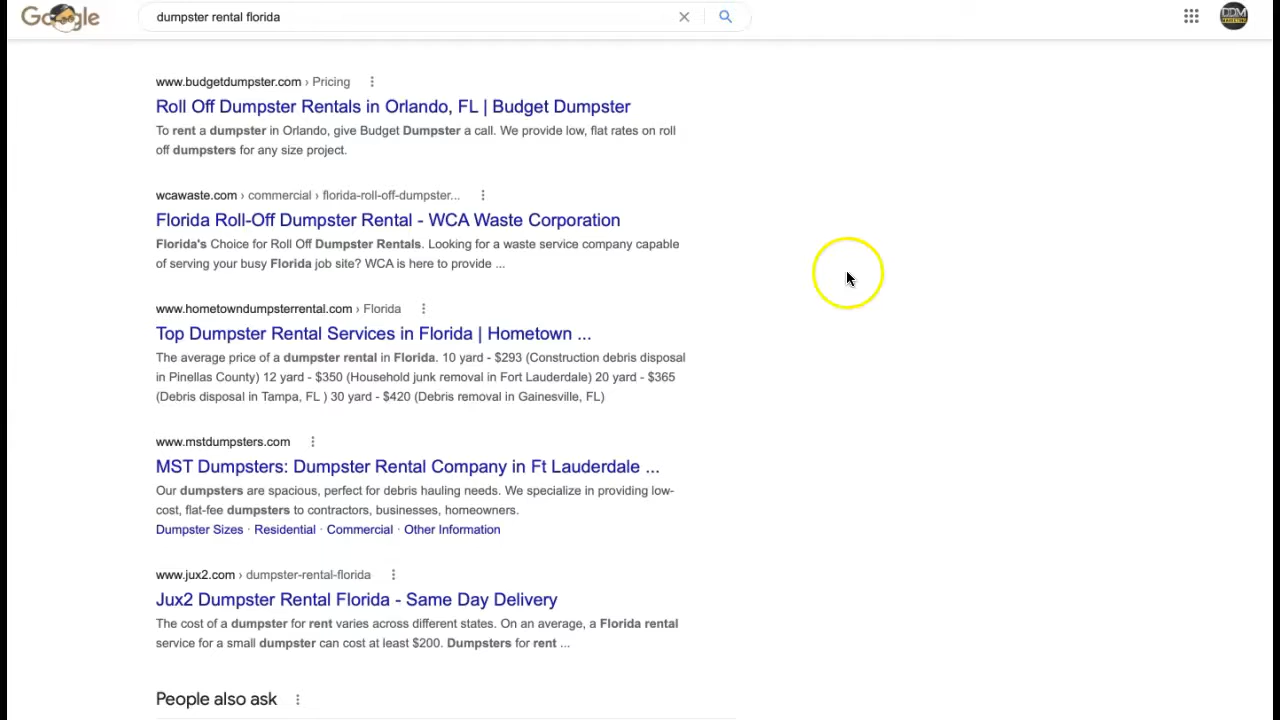 Google
dumpster rental florida
www.budgetdumpster.com › Pricing
Roll Off Dumpster Rentals in Orlando, FL | Budget Dumpster
To rent a dumpster in Orlando, give Budget Dumpster a call. We provide low, flat rates on roll
off dumpsters for any size project.
wcawaste.com › commercial › florida-roll-off-dumpster...
Florida Roll-Off Dumpster Rental - WCA Waste Corporation
Florida's Choice for Roll Off Dumpster Rentals. Looking for a waste service company capable
of serving your busy Florida job site? WCA is here to provide ...
www.hometowndumpsterrental.com › Florida
Top Dumpster Rental Services in Florida | Hometown ...
The average price of a dumpster rental in Florida. 10 yard - $293 (Construction debris disposal
in Pinellas County) 12 yard - $350 (Household junk removal in Fort Lauderdale) 20 yard - $365
(Debris disposal in Tampa, FL ) 30 yard - $420 (Debris removal in Gainesville, FL)
www.mstdumpsters.com
MST Dumpsters: Dumpster Rental Company in Ft Lauderdale ...
Our dumpsters are spacious, perfect for debris hauling needs. We specialize in providing low-
cost, flat-fee dumpsters to contractors, businesses, homeowners.
Dumpster Sizes · Residential · Commercial · Other Information
www.jux2.com › dumpster-rental-florida
Jux2 Dumpster Rental Florida - Same Day Delivery
The cost of a dumpster for rent varies across different states. On an average, a Florida rental
service for a small dumpster can cost at least $200. Dumpsters for rent ...
People also ask